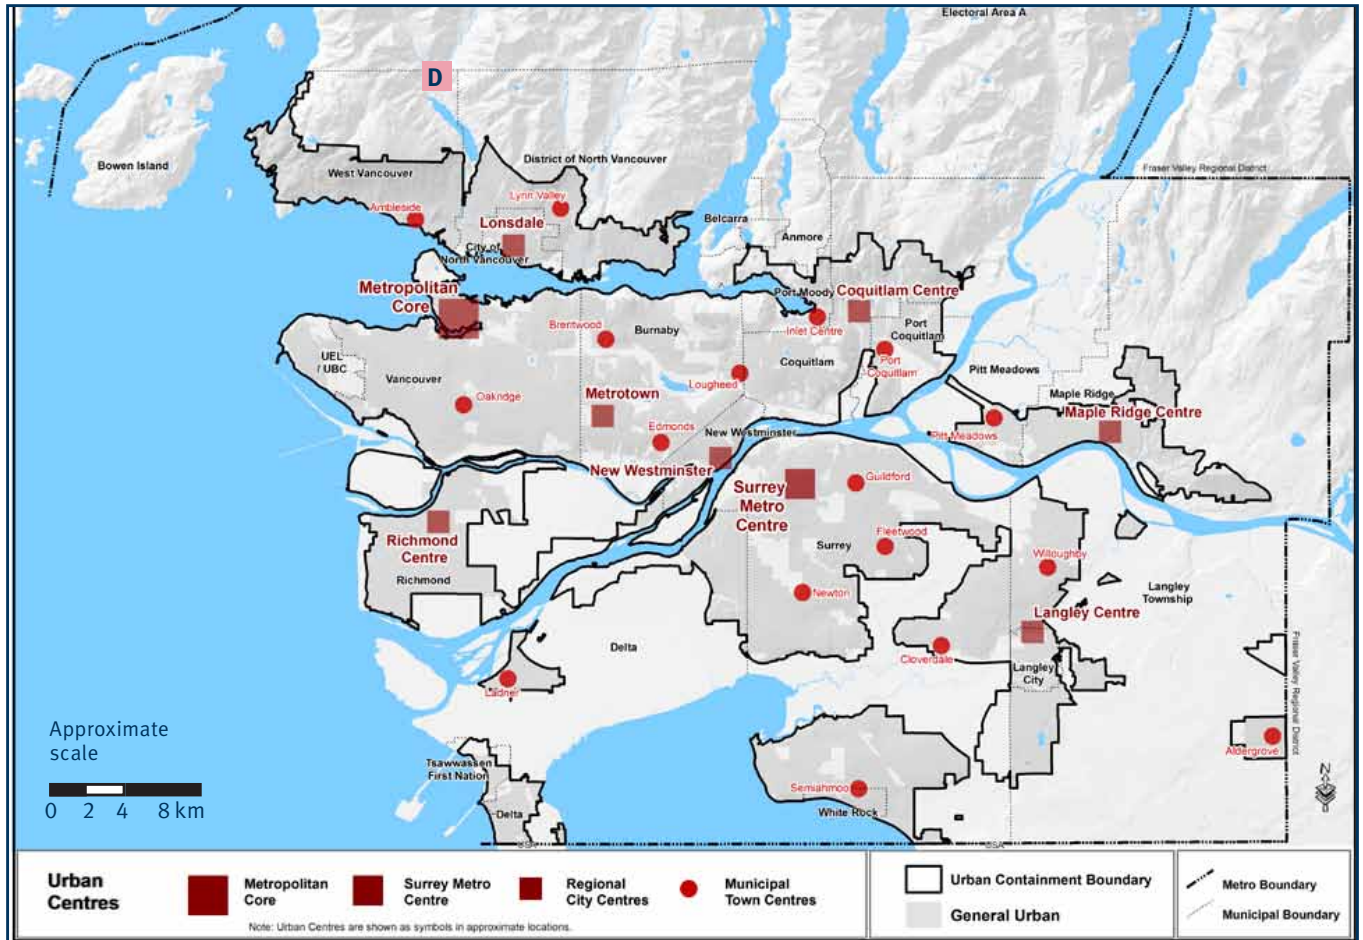 Electoral Area A
D
Bowen Island
West Vancouver
District of North Vancouver
Fraser Valley Regional District
Ambleside
Lynn Valley
Lonsdale
City of
North Vancouver
Belcarra
Anmore
Metropolitan
Core
Port Moody
Coquitlam Centre
Inlet Centre
Port
Coquitlam
Brentwood
Burnaby
UEL
/ UBC
Vancouver
Coquitlam
Port
Coquitlam
Pitt Meadows
Lougheed
Oakridge
Metrotown
Maple Ridge
Maple Ridge Centre
Edmonds
New Westminster
Pitt Meadows
New Westminster
Surrey
Metro
Centre
Guildford
Richmond
Centre
Richmond
Surrey
Fleetwood
Willoughby
Newton
Langley
Township
Langley Centre
Delta
Cloverdale
Langley
City
Fraser Valley Regional District
Ladner
Approximate
scale
0 2 4 8 km
Tsawwassen
First Nation
Delta
Semiahmoo
White Rock
Aldergrove
N
USA
USA
Urban
Centres
Metropolitan
Core
Surrey Metro
Centre
Regional
City Centres
Municipal
Town Centres
Note: Urban Centres are shown as symbols in approximate locations.
Urban Containment Boundary
General Urban
Metro Boundary
Municipal Boundary